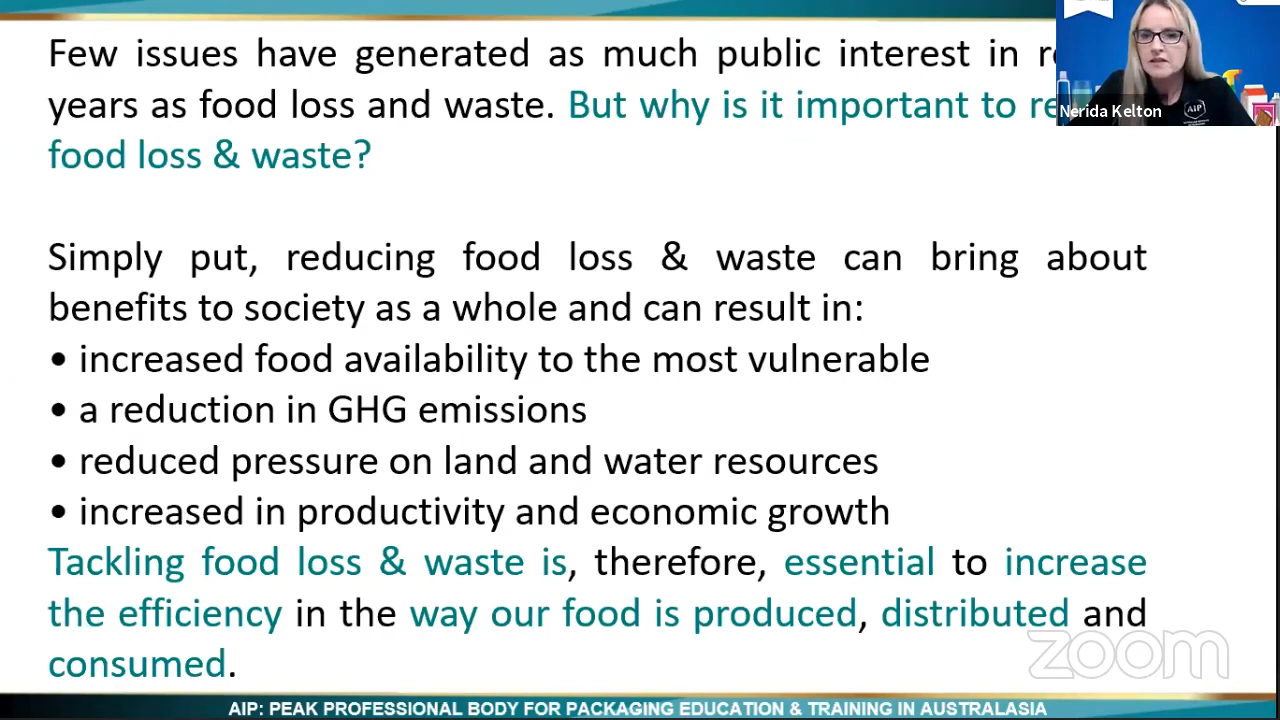 Few issues have generated as much public interest in
years as food loss and waste. But why is it important to
food loss & waste?
Nerida Kelton
AIP
Simply put, reducing food loss & waste can bring about
benefits to society as a whole and can result in:
• increased food availability to the most vulnerable
• a reduction in GHG emissions
• reduced pressure on land and water resources
• increased in productivity and economic growth
Tackling food loss & waste is, therefore, essential to increase
the efficiency in the way our food is produced, distributed and
consumed.
zoom
AIP: PEAK PROFESSIONAL BODY FOR PACKAGING EDUCATION & TRAINING IN AUSTRALASIA